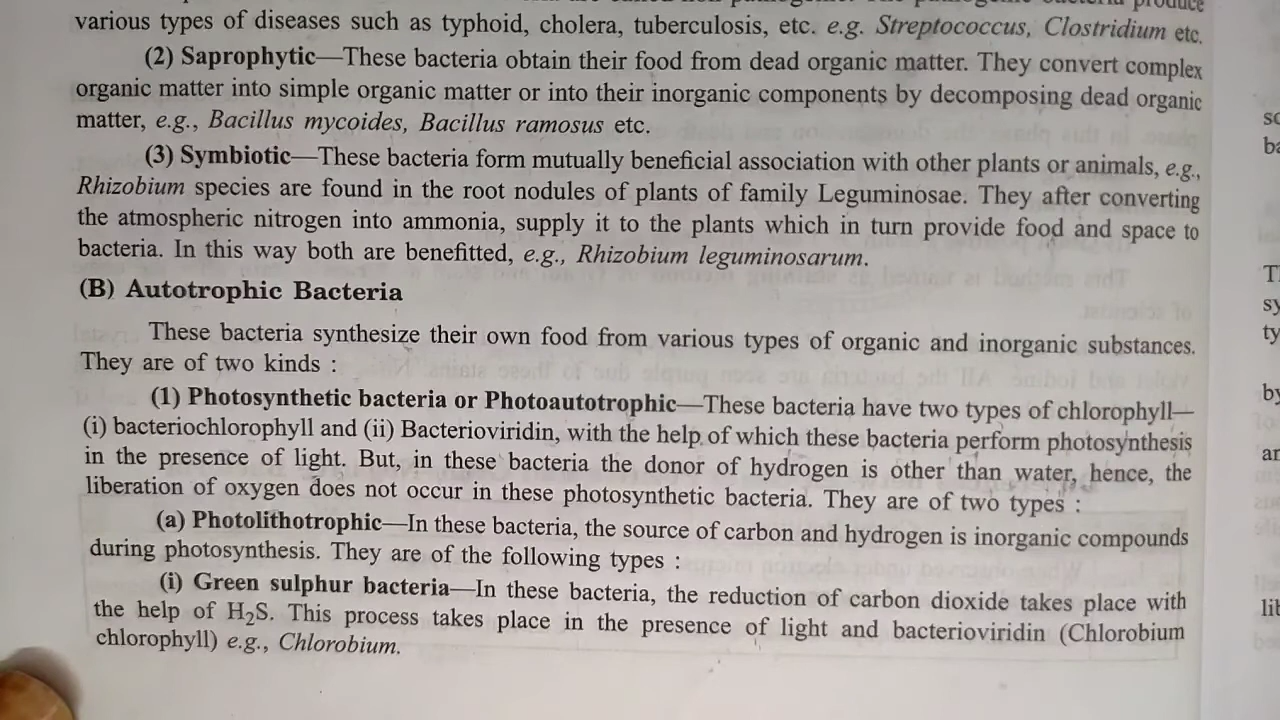 produce
various types of diseases such as typhoid, cholera, tuberculosis, etc. e.g. Streptococcus, Clostridium etc.
(2) Saprophytic—These bacteria obtain their food from dead organic matter. They convert complex
organic matter into simple organic matter or into their inorganic components by decomposing dead organic
matter, e.g., Bacillus mycoides, Bacillus ramosus etc.
(3) Symbiotic—These bacteria form mutually beneficial association with other plants or animals, e.g.,
Rhizobium species are found in the root nodules of plants of family Leguminosae. They after converting
the atmospheric nitrogen into ammonia, supply it to the plants which in turn provide food and space to
bacteria. In this way both are benefitted, e.g., Rhizobium leguminosarum.
(B) Autotrophic Bacteria
These bacteria synthesize their own food from various types of organic and inorganic substances.
They are of two kinds :
(1) Photosynthetic bacteria or Photoautotrophic—These bacteria have two types of chlorophyll—
(i) bacteriochlorophyll and (ii) Bacterioviridin, with the help of which these bacteria perform photosynthesis
in the presence of light. But, in these bacteria the donor of hydrogen is other than water, hence, the
liberation of oxygen does not occur in these photosynthetic bacteria. They are of two types :
(a) Photolithotrophic—In these bacteria, the source of carbon and hydrogen is inorganic compounds
during photosynthesis. They are of the following types :
(i) Green sulphur bacteria—In these bacteria, the reduction of carbon dioxide takes place with
the help of H₂S. This process takes place in the presence of light and bacterioviridin (Chlorobium
chlorophyll) e.g., Chlorobium.